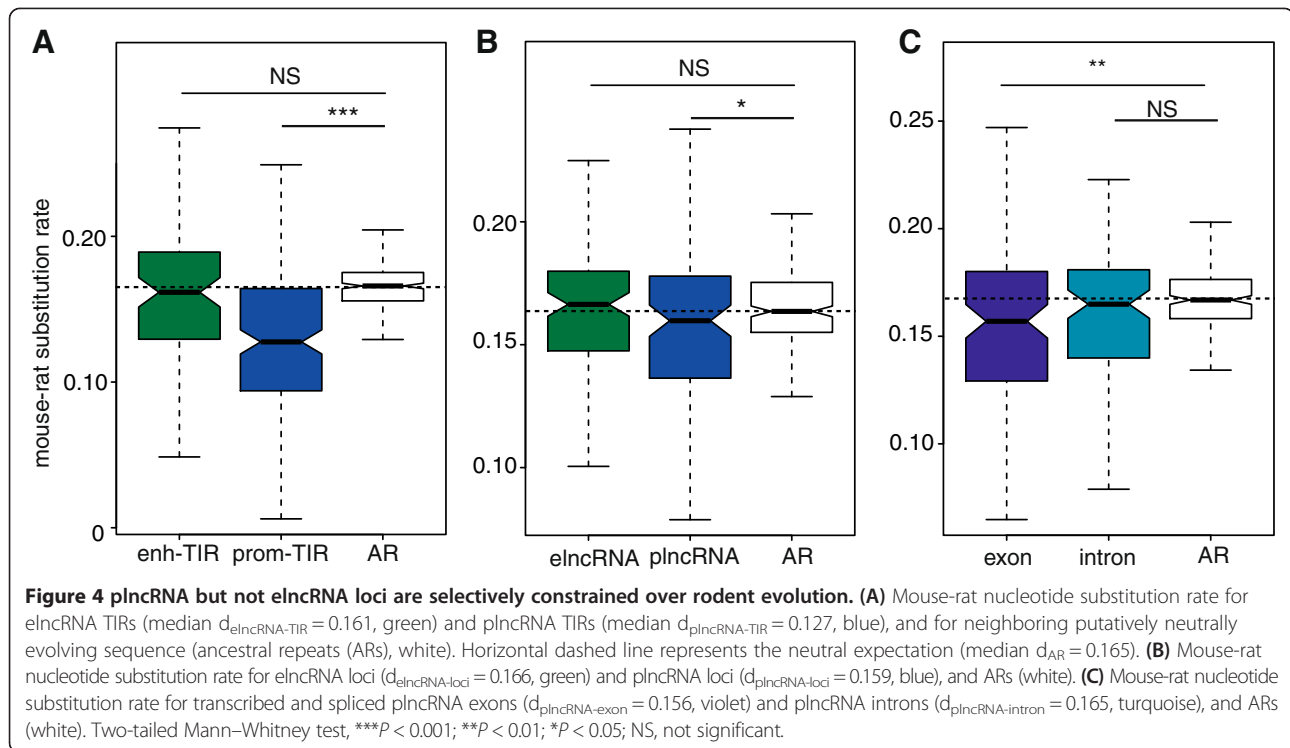 A
NS
***
mouse-rat substitution rate
0.20
0.10
0
enh-TIR prom-TIR AR
B
NS
*
0.20
0.15
0.10
elncRNA plncRNA AR
C
**
NS
0.25
0.20
0.15
0.10
exon intron AR
Figure 4 plncRNA but not elncRNA loci are selectively constrained over rodent evolution. (A) Mouse-rat nucleotide substitution rate for
elncRNA TIRs (median d_elncRNA-TIR = 0.161, green) and plncRNA TIRs (median d_plncRNA-TIR = 0.127, blue), and for neighboring putatively neutrally
evolving sequence (ancestral repeats (ARs), white). Horizontal dashed line represents the neutral expectation (median d_AR = 0.165). (B) Mouse-rat
nucleotide substitution rate for elncRNA loci (d_elncRNA-loci = 0.166, green) and plncRNA loci (d_plncRNA-loci = 0.159, blue), and ARs (white). (C) Mouse-rat nucleotide
substitution rate for transcribed and spliced plncRNA exons (d_plncRNA-exon = 0.156, violet) and plncRNA introns (d_plncRNA-intron = 0.165, turquoise), and ARs
(white). Two-tailed Mann–Whitney test, ***P < 0.001; **P < 0.01; *P < 0.05; NS, not significant.